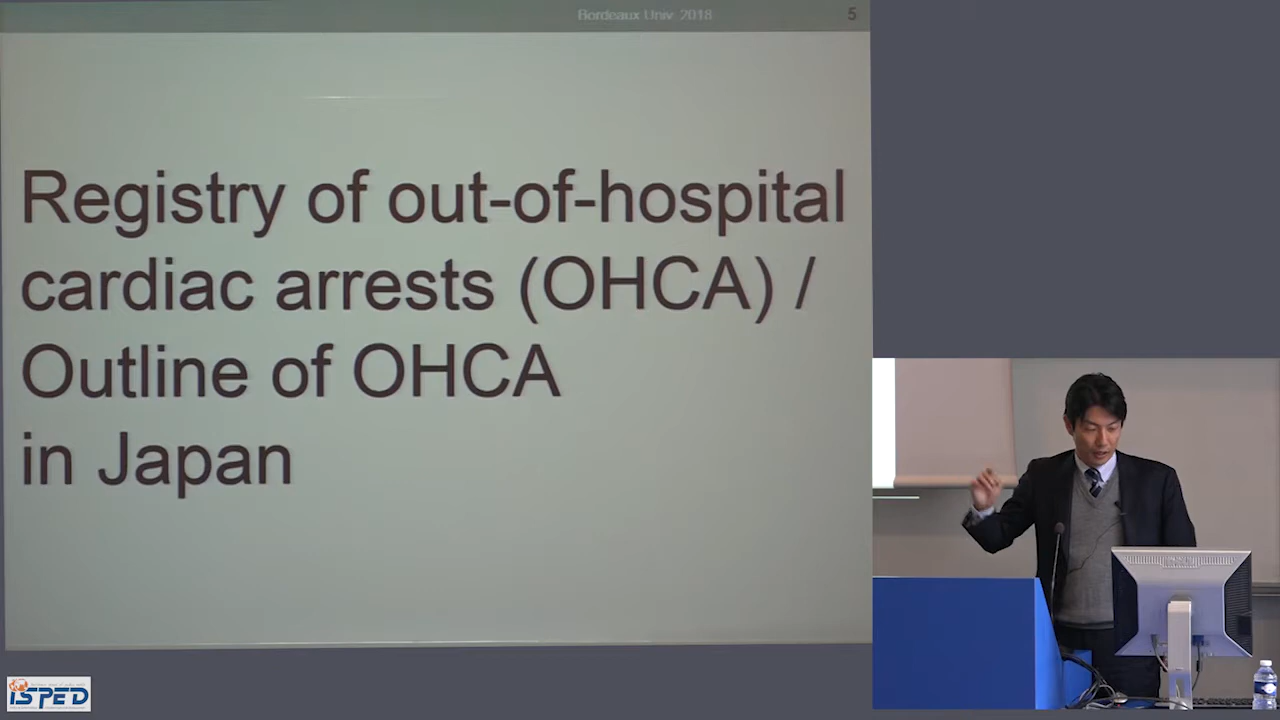 Bordeaux Univ. 2018
5
Registry of out-of-hospital
cardiac arrests (OHCA) /
Outline of OHCA
in Japan
ISPED